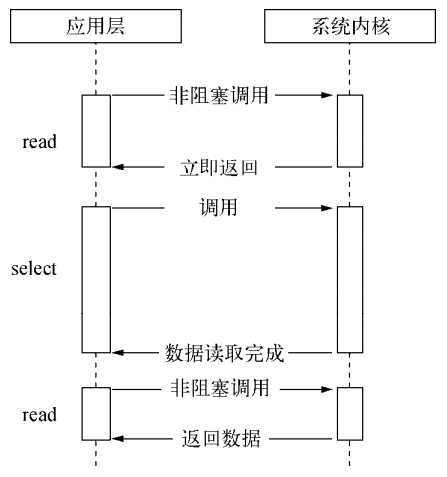 应用层 系统内核
非阻塞调用
read
立即返回
调用
select
数据读取完成
非阻塞调用
read
返回数据